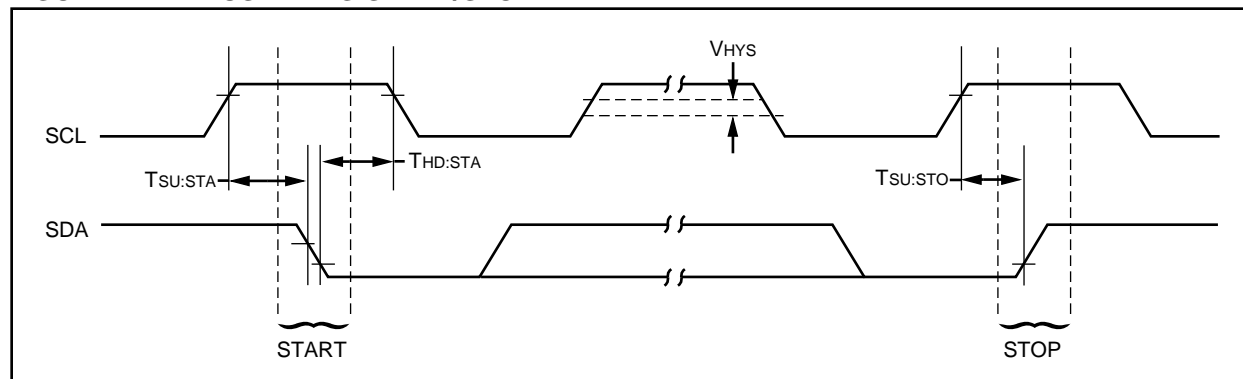 VHYS
SCL
THD:STA
TSU:STA
TSU:STO
SDA
START
STOP